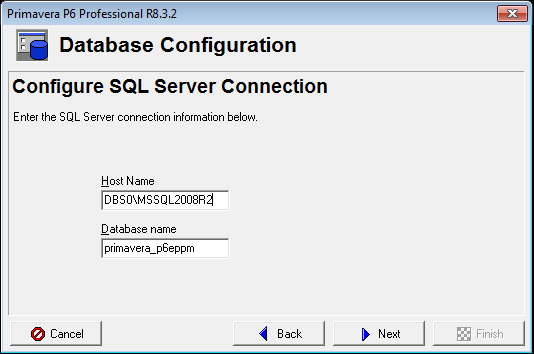 Primavera P6 Professional R8.3.2
Database Configuration
Configure SQL Server Connection
Enter the SQL Server connection information below.
Host Name
DBS0\MSSQL2008R2
Database name
primavera_p6eppm
Cancel
Back
Next
Finish